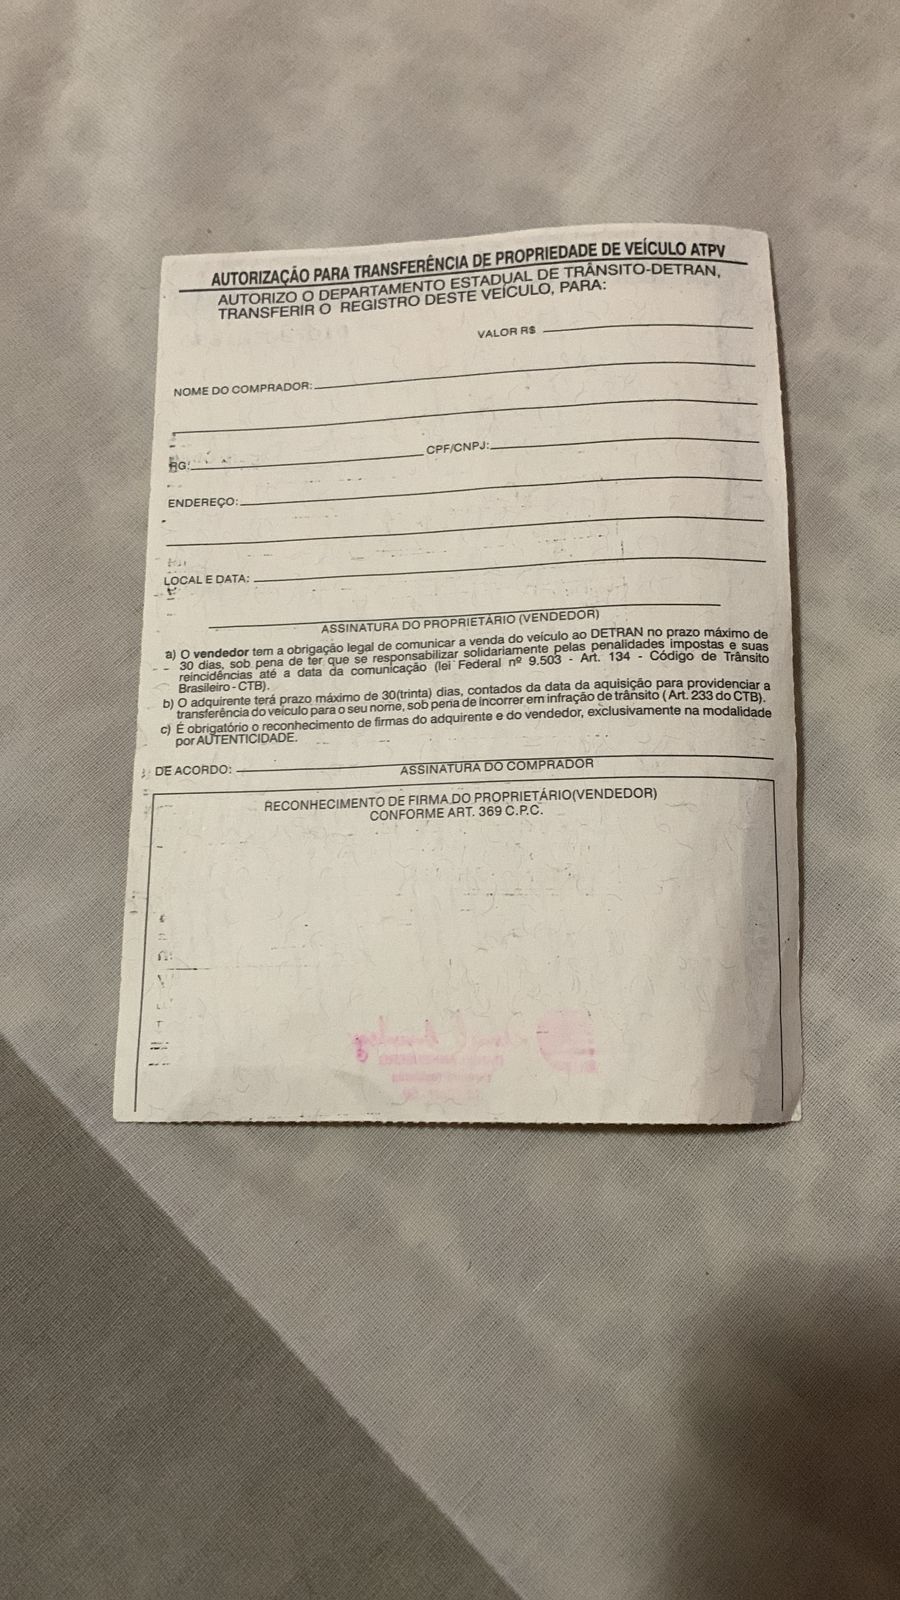 AUTORIZAÇÃO PARA TRANSFERÊNCIA DE PROPRIEDADE DE VEÍCULO ATPV
AUTORIZO O DEPARTAMENTO ESTADUAL DE TRÂNSITO-DETRAN,
TRANSFERIR O REGISTRO DESTE VEÍCULO, PARA:
VALOR R$
NOME DO COMPRADOR:
RG: CPF/CNPJ:
ENDEREÇO:
LOCAL E DATA:
ASSINATURA DO PROPRIETÁRIO (VENDEDOR)
a) O vendedor tem a obrigação legal de comunicar a venda do veículo ao DETRAN no prazo máximo de
30 dias, sob pena de ter que se responsabilizar solidariamente pelas penalidades impostas e suas
reincidências até a data da comunicação (lei Federal nº 9.503 - Art. 134 - Código de Trânsito
Brasileiro - CTB).
b) O adquirente terá prazo máximo de 30(trinta) dias, contados da data da aquisição para providenciar a
transferência do veículo para o seu nome, sob pena de incorrer em infração de trânsito ( Art. 233 do CTB).
c) É obrigatório o reconhecimento de firmas do adquirente e do vendedor, exclusivamente na modalidade
por AUTENTICIDADE.
DE ACORDO:
ASSINATURA DO COMPRADOR
RECONHECIMENTO DE FIRMA DO PROPRIETÁRIO(VENDEDOR)
CONFORME ART. 369 C.P.C.